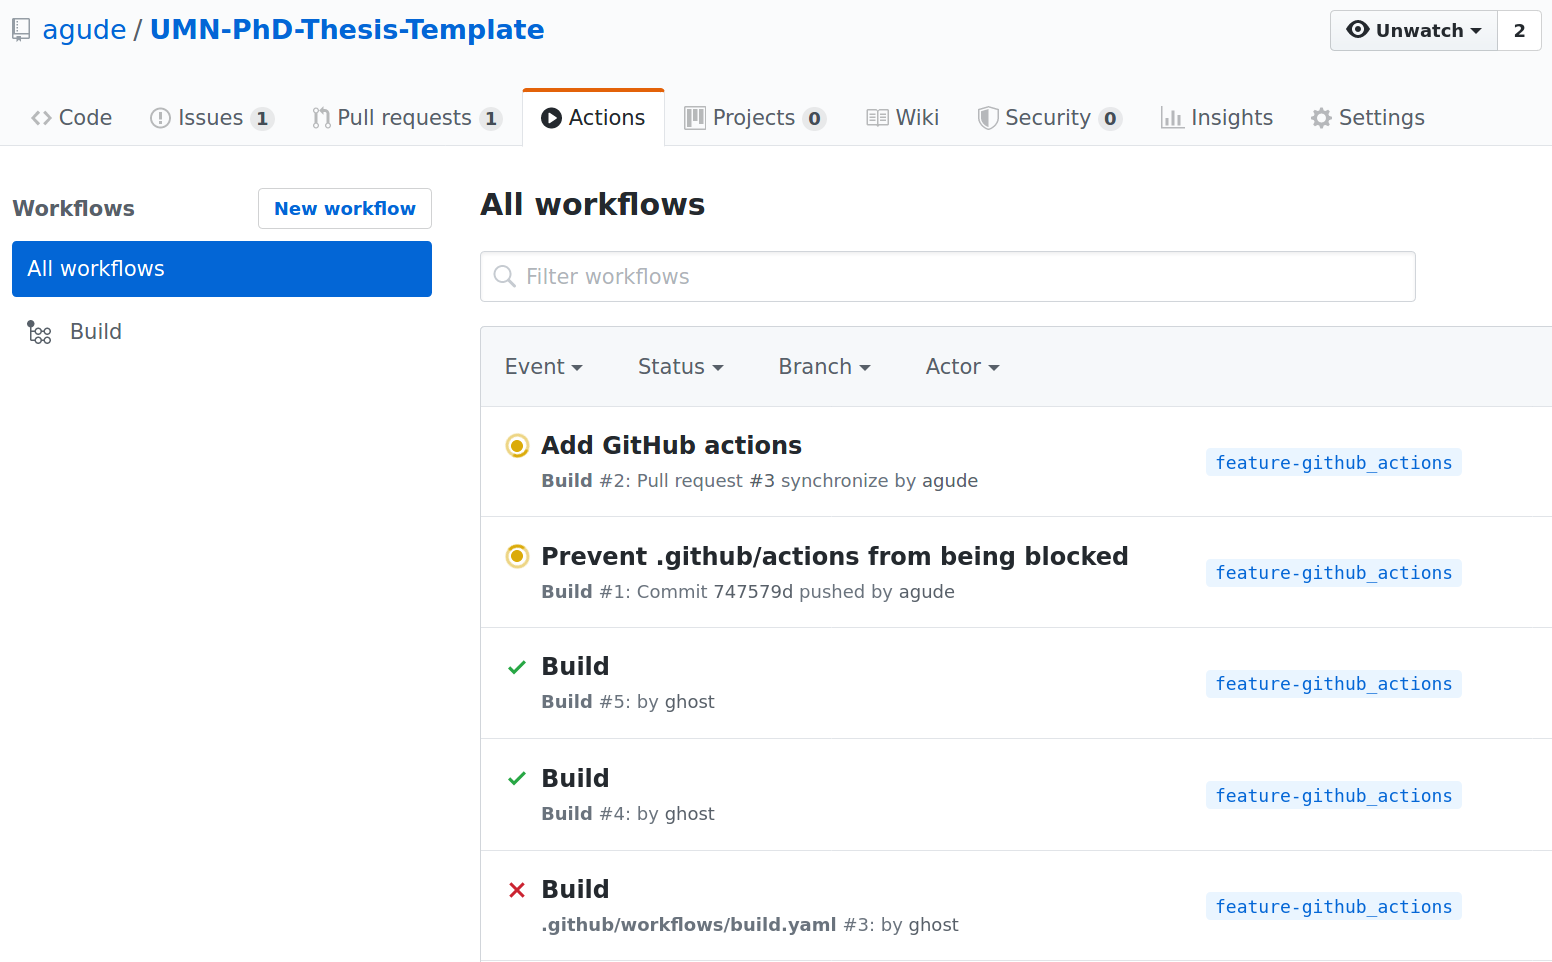 agude / UMN-PhD-Thesis-Template
Unwatch 2
Code Issues 1 Pull requests 1 Actions Projects 0 Wiki Security 0 Insights Settings
Workflows
New workflow
All workflows
Build
All workflows
Filter workflows
Event Status Branch Actor
Add GitHub actions
Build #2: Pull request #3 synchronize by agude
feature-github_actions
Prevent .github/actions from being blocked
Build #1: Commit 747579d pushed by agude
feature-github_actions
Build
Build #5: by ghost
feature-github_actions
Build
Build #4: by ghost
feature-github_actions
Build
.github/workflows/build.yaml #3: by ghost
feature-github_actions